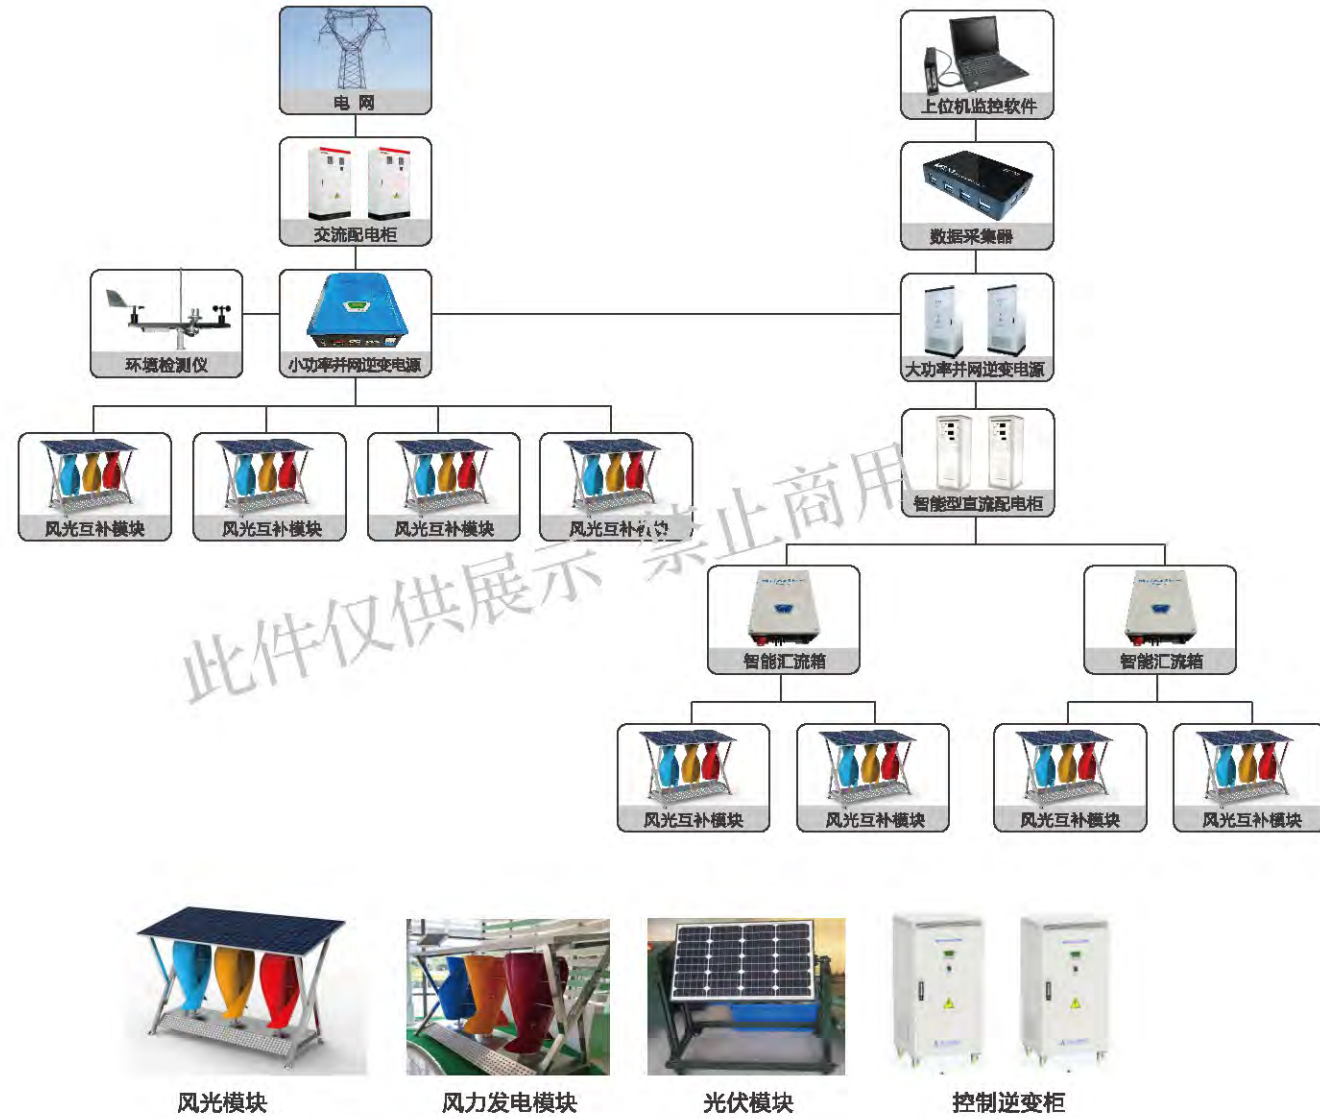 电 网
上位机监控软件
交流配电柜
数据采集器
环境检测仪
小功率并网逆变电源
大功率并网逆变电源
风光互补模块
风光互补模块
风光互补模块
风光互补模块
智能型直流配电柜
此件仅供展示 禁止商用
智能汇流箱
智能汇流箱
风光互补模块
风光互补模块
风光互补模块
风光互补模块
风光模块
风力发电模块
光伏模块
控制逆变柜